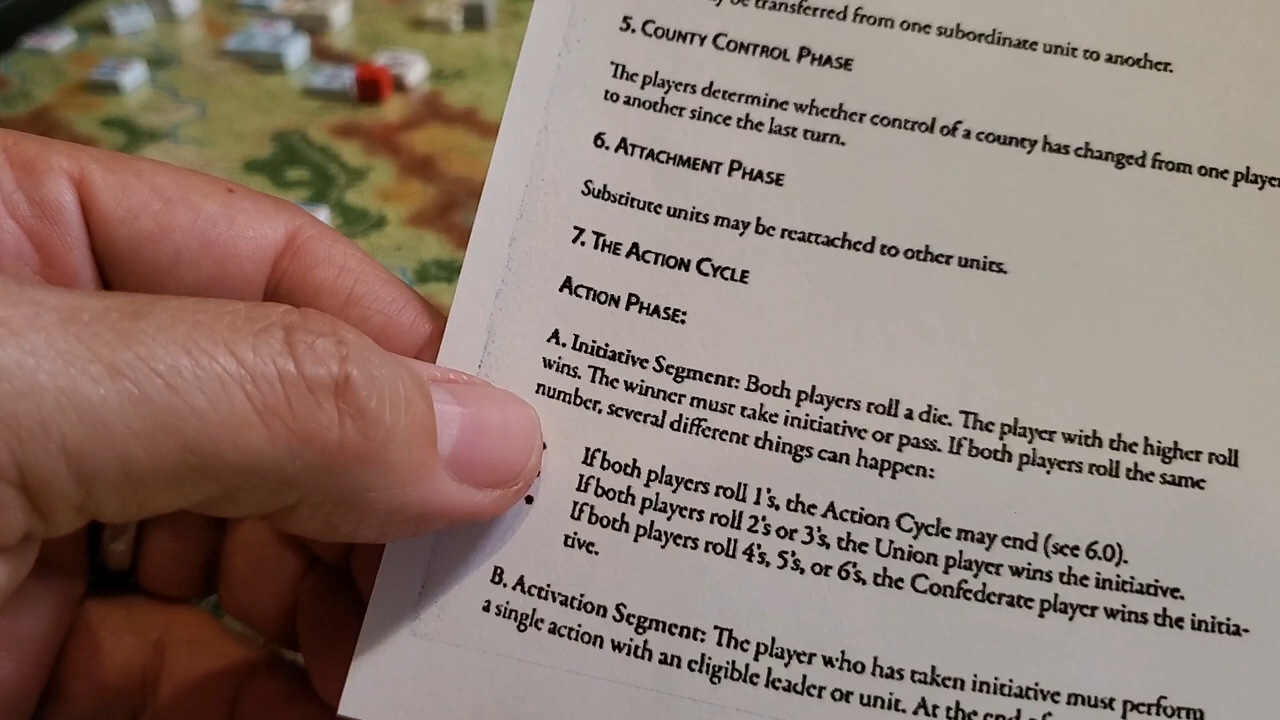 be transferred from one subordinate unit to another.
5. COUNTY CONTROL PHASE
The players determine whether control of a county has changed from one player
to another since the last turn.
6. ATTACHMENT PHASE
Substitute units may be reattached to other units.
7. THE ACTION CYCLE
ACTION PHASE:
A. Initiative Segment: Both players roll a die. The player with the higher roll
wins. The winner must take initiative or pass. If both players roll the same
number, several different things can happen:
If both players roll 1's, the Action Cycle may end (see 6.0).
If both players roll 2's or 3's, the Union player wins the initiative.
• If both players roll 4's, 5's, or 6's, the Confederate player wins the initia-
tive.
B. Activation Segment: The player who has taken initiative must perform
a single action with an eligible leader or unit. At the end of